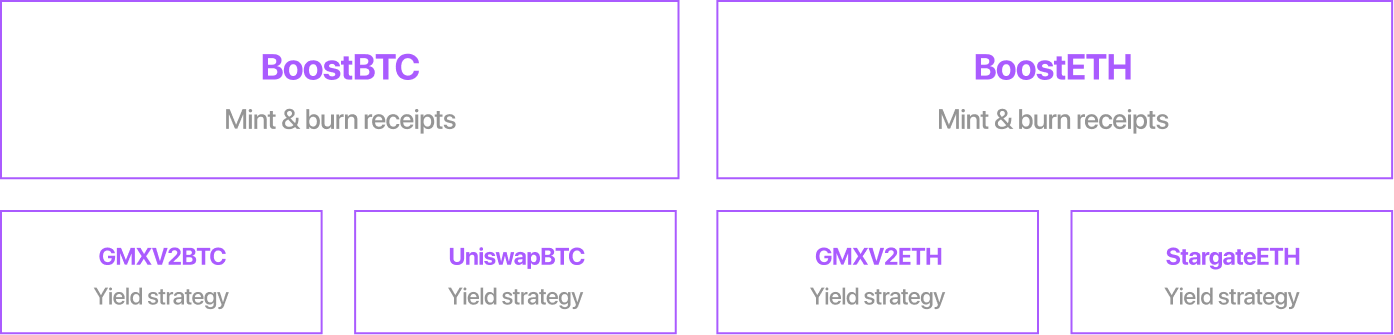 BoostBTC
Mint & burn receipts
BoostETH
Mint & burn receipts
GMXV2BTC
Yield strategy
UniswapBTC
Yield strategy
GMXV2ETH
Yield strategy
StargateETH
Yield strategy